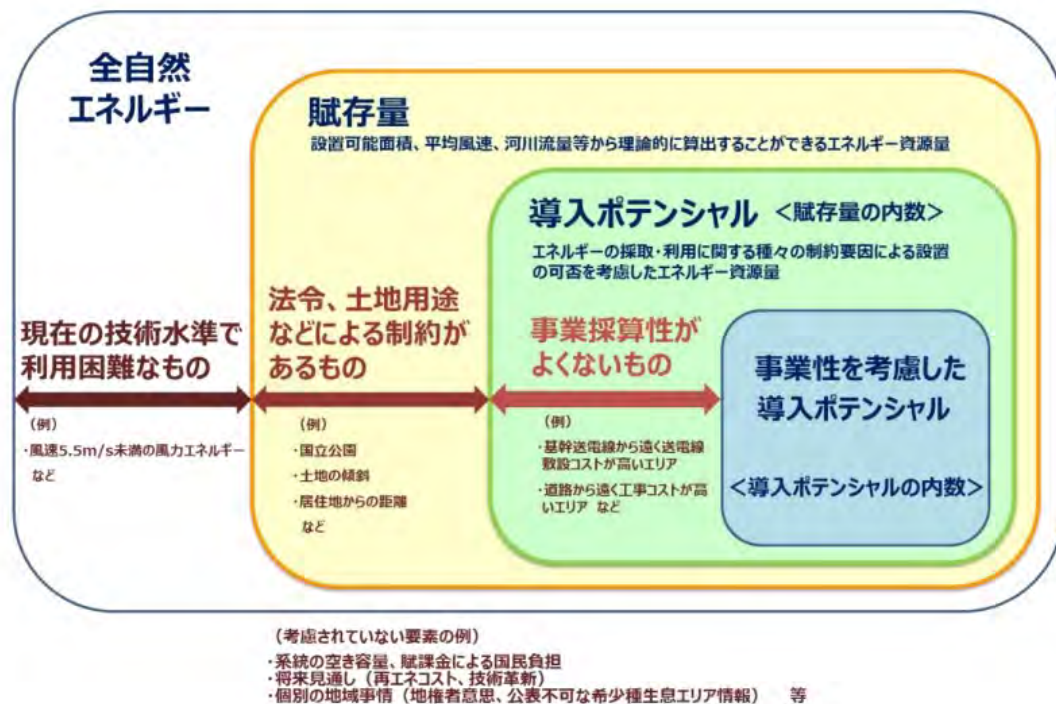 全自然
エネルギー
賦存量
設置可能面積、平均風速、河川流量等から理論的に算出することができるエネルギー資源量
導入ポテンシャル <賦存量の内数>
エネルギーの採取・利用に関する種々の制約要因による設置
の可否を考慮したエネルギー資源量
現在の技術水準で
利用困難なもの
(例)
・風速5.5m/s未満の風力エネルギー
など
法令、土地用途
などによる制約が
あるもの
(例)
・国立公園
・土地の傾斜
・居住地からの距離
など
事業採算性が
よくないもの
(例)
・基幹送電線から遠く送電線
敷設コストが高いエリア
・道路から遠く工事コストが高
いエリア など
事業性を考慮した
導入ポテンシャル
<導入ポテンシャルの内数>
(考慮されていない要素の例)
・系統の空き容量、賦課金による国民負担
・将来見通し(再エネコスト、技術革新)
・個別の地域事情(地権者意思、公表不可な希少種生息エリア情報) 等